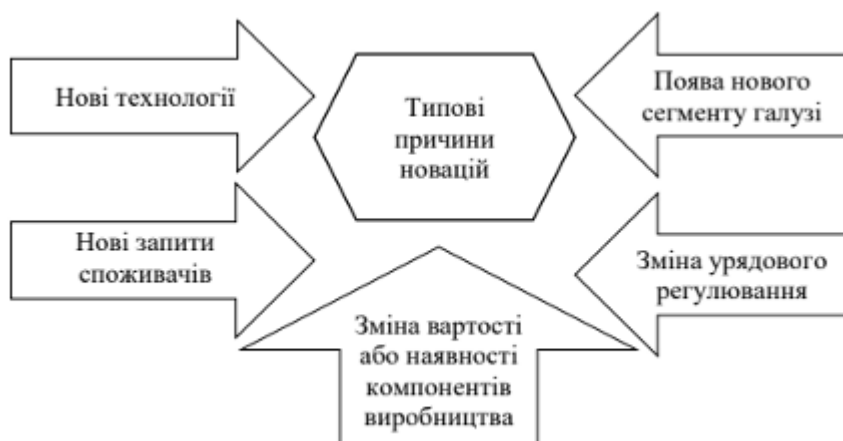 Нові технології
Типові
причини
новацій
Поява нового
сегменту галузі
Нові запити
споживачів
Зміна урядового
регулювання
Зміна вартості
або наявності
компонентів
виробництва